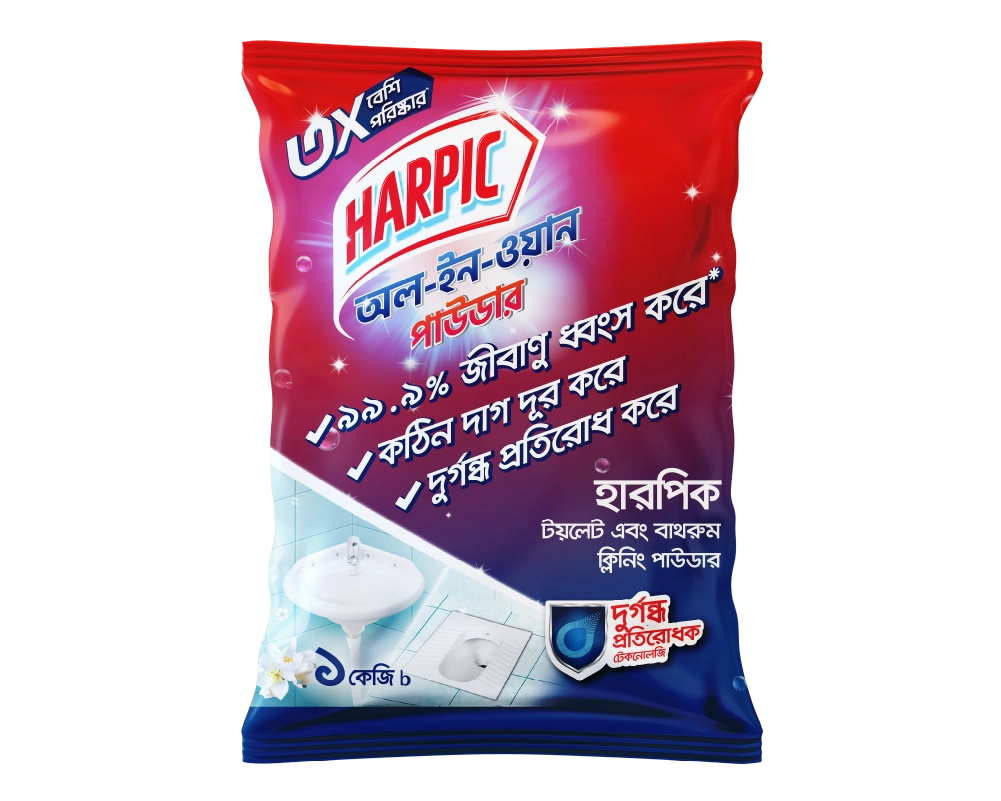 ৩X বেশি
পরিষ্কার
HARPIC
অল-ইন-ওয়ান
পাউডার
✓৯৯.৯% জীবাণু ধ্বংস করে*
✓কঠিন দাগ দূর করে
✓দুর্গন্ধ প্রতিরোধ করে
হারপিক
টয়লেট এবং বাথরুম
ক্লিনিং পাউডার
দুর্গন্ধ
প্রতিরোধক
টেকনোলজি
১ কেজি b